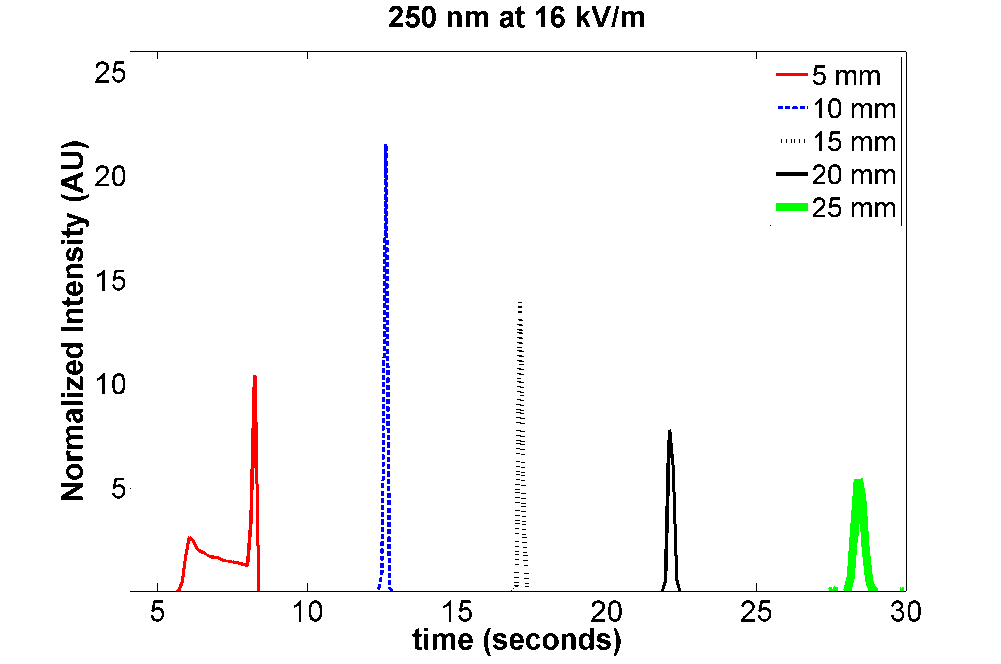 250 nm at 16 kV/m
Normalized Intensity (AU)
25
20
15
10
5
5 mm
10 mm
15 mm
20 mm
25 mm
5 10 15 20 25 30
time (seconds)